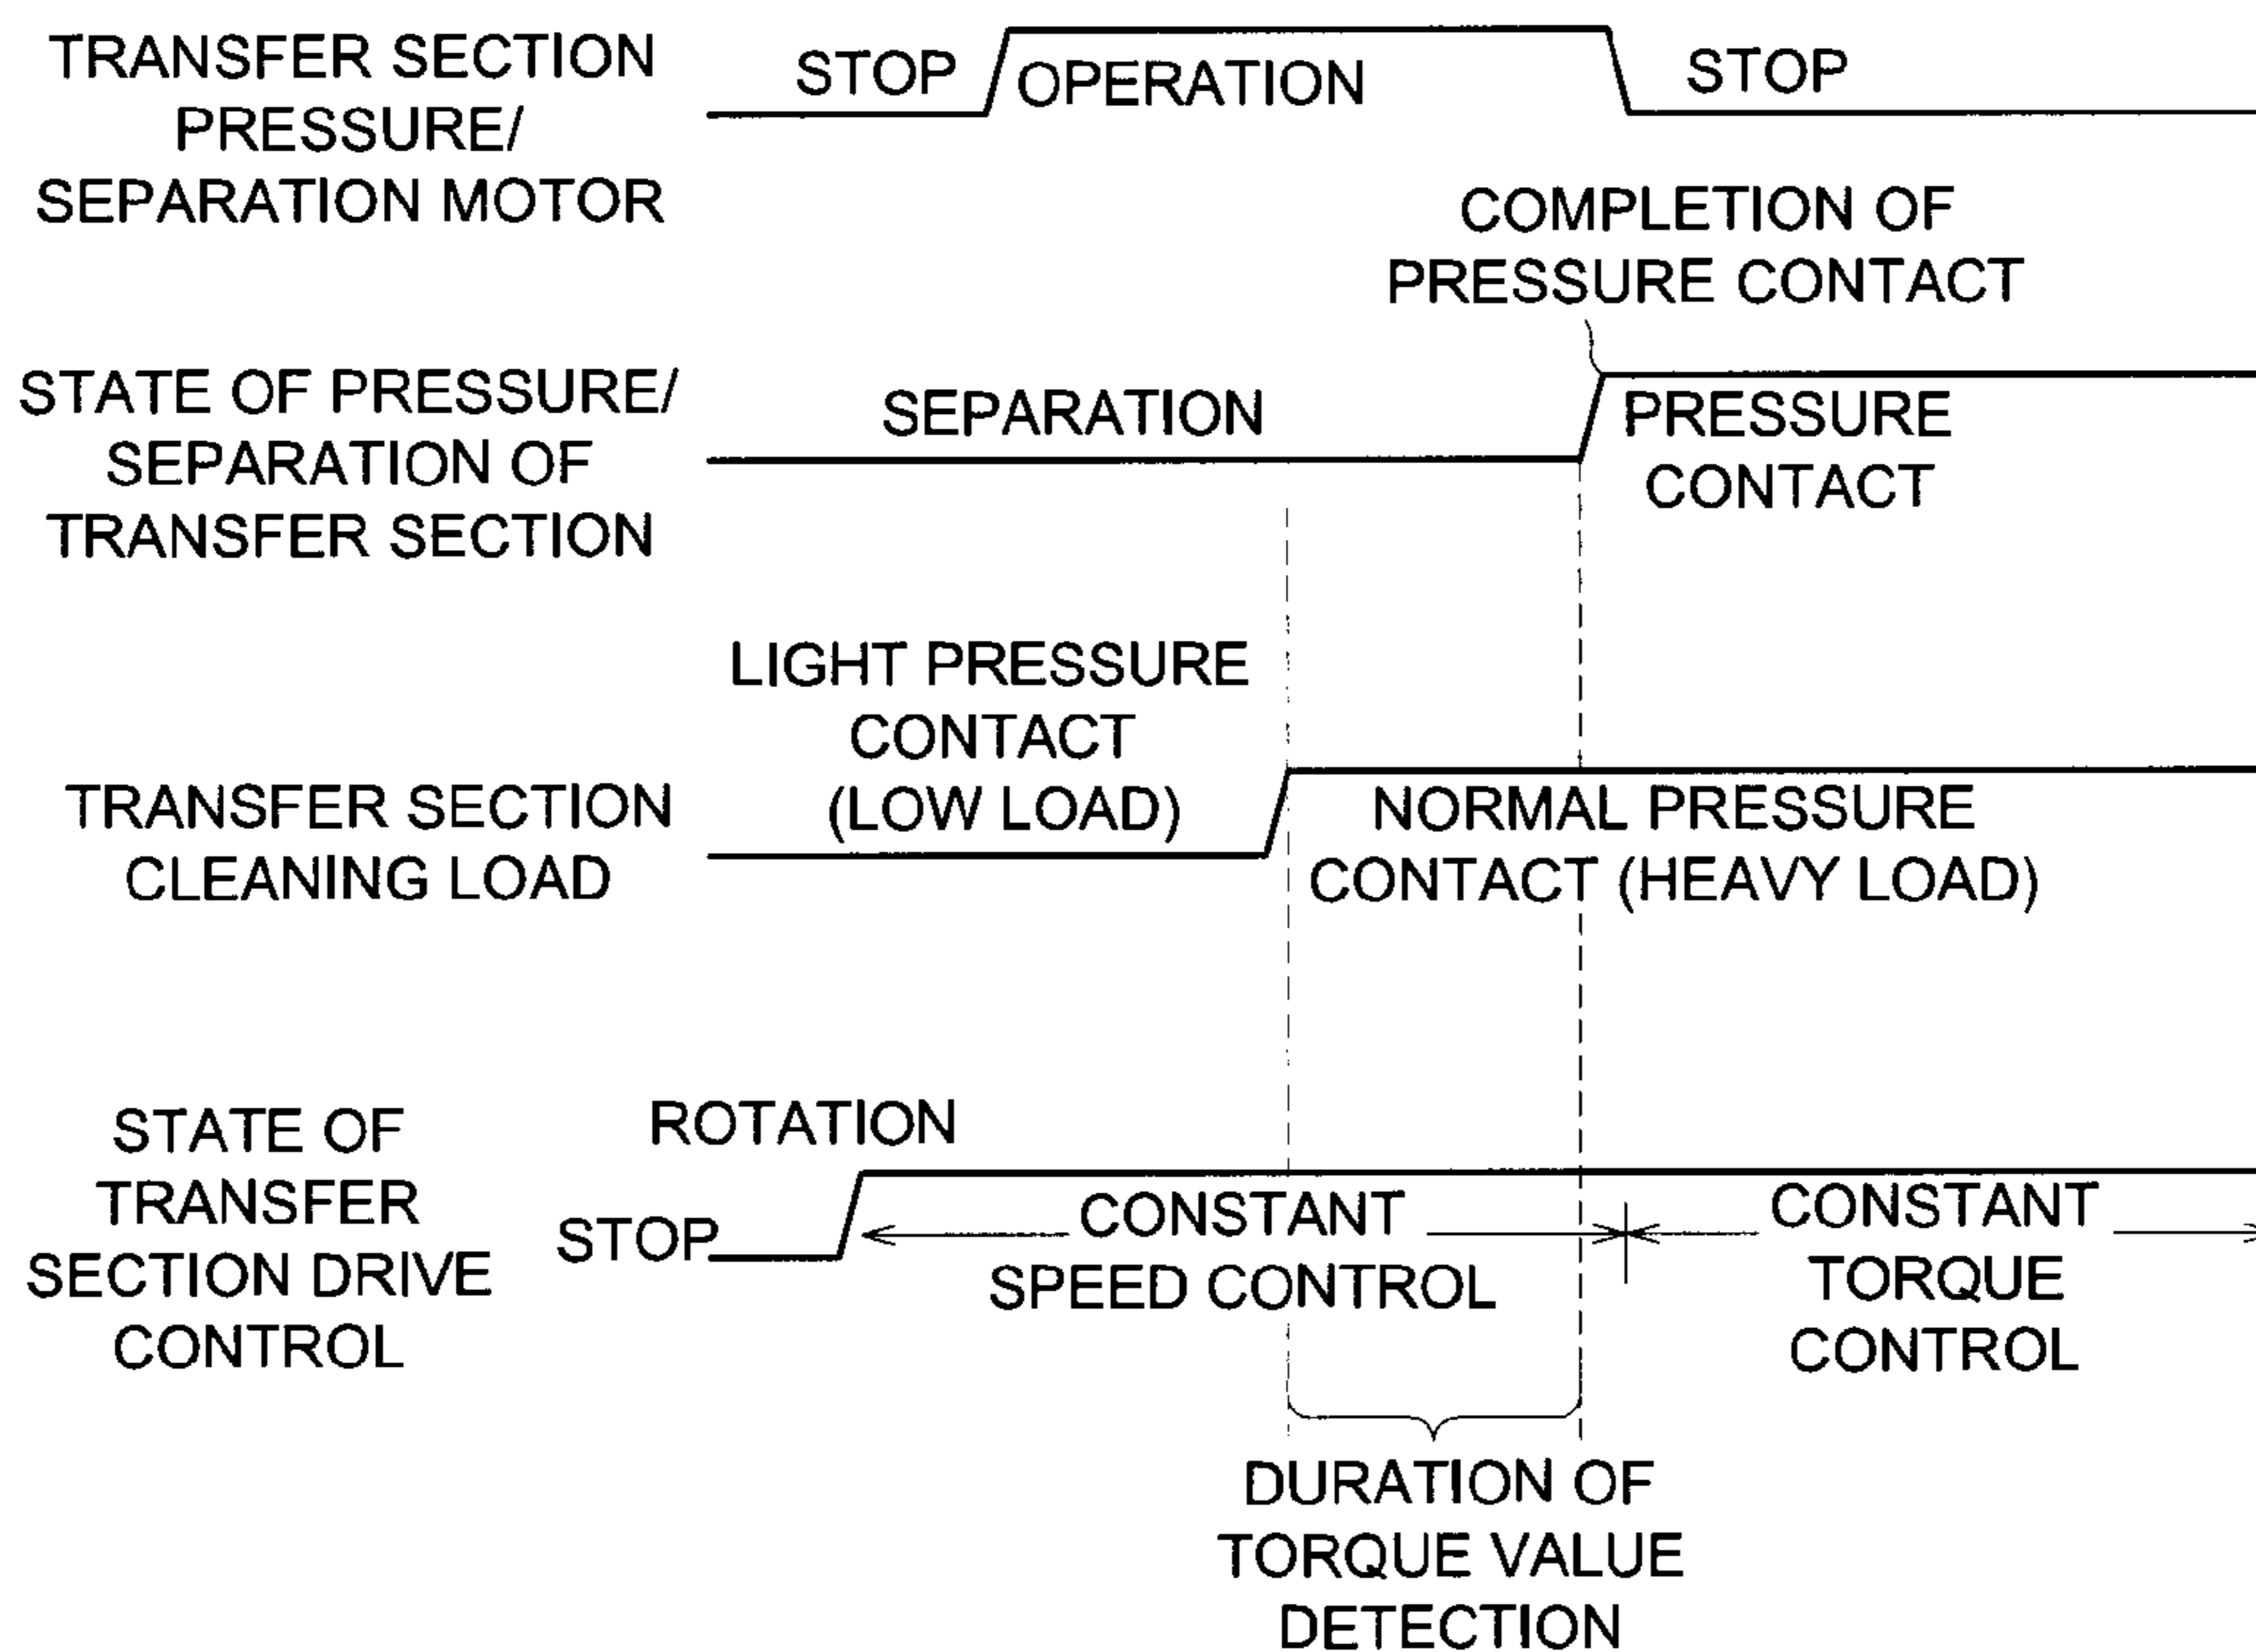 TRANSFER SECTION
PRESSURE/
SEPARATION MOTOR
STOP
OPERATION
STOP
COMPLETION OF
PRESSURE CONTACT
STATE OF PRESSURE/
SEPARATION OF
TRANSFER SECTION
SEPARATION
PRESSURE
CONTACT
LIGHT PRESSURE
CONTACT
(LOW LOAD)
TRANSFER SECTION
CLEANING LOAD
NORMAL PRESSURE
CONTACT (HEAVY LOAD)
STATE OF
TRANSFER
SECTION DRIVE
CONTROL
ROTATION
STOP
CONSTANT
SPEED CONTROL
CONSTANT
TORQUE
CONTROL
DURATION OF
TORQUE VALUE
DETECTION